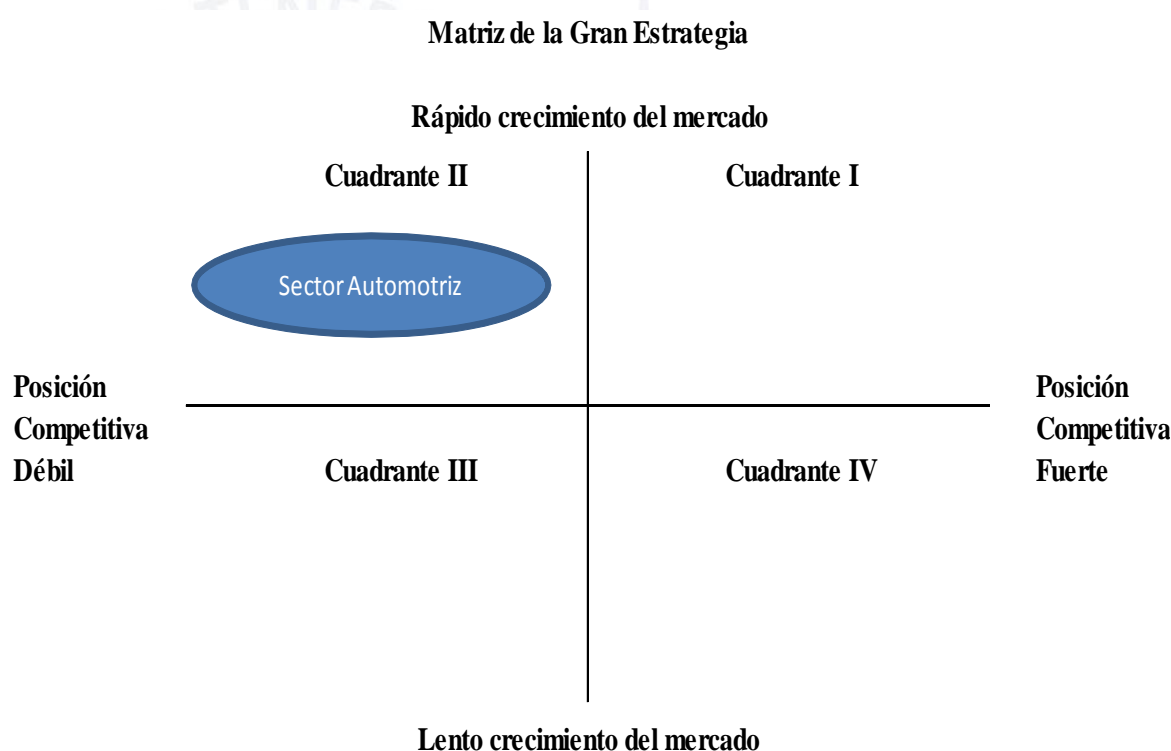 Matriz de la Gran Estrategia
Rápido crecimiento del mercado
Cuadrante II
Cuadrante I
Sector Automotriz
Posición
Competitiva
Débil
Posición
Competitiva
Fuerte
Cuadrante III
Cuadrante IV
Lento crecimiento del mercado